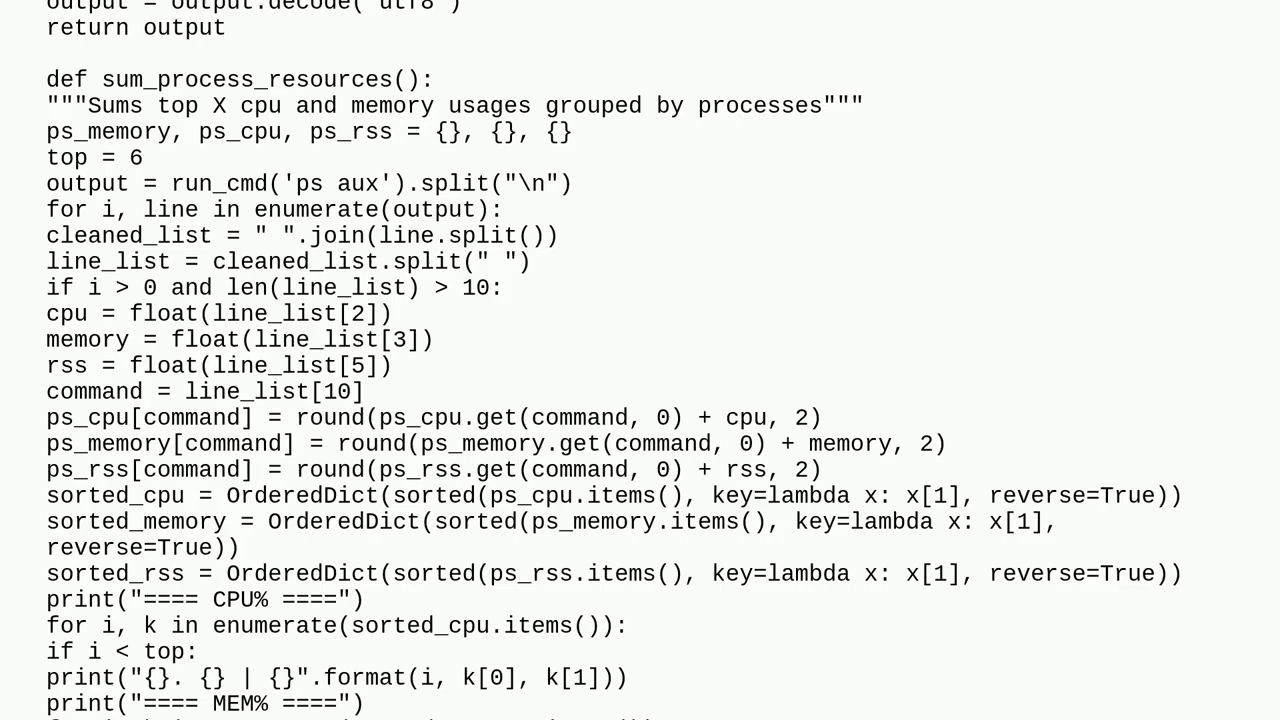 output = output.decode('utf8')
return output
def sum_process_resources():
"""Sums top X cpu and memory usages grouped by processes"""
ps_memory, ps_cpu, ps_rss = {}, {}, {}
top = 6
output = run_cmd('ps aux').split("\n")
for i, line in enumerate(output):
cleaned_list = " ".join(line.split())
line_list = cleaned_list.split(" ")
if i > 0 and len(line_list) > 10:
cpu = float(line_list[2])
memory = float(line_list[3])
rss = float(line_list[5])
command = line_list[10]
ps_cpu[command] = round(ps_cpu.get(command, 0) + cpu, 2)
ps_memory[command] = round(ps_memory.get(command, 0) + memory, 2)
ps_rss[command] = round(ps_rss.get(command, 0) + rss, 2)
sorted_cpu = OrderedDict(sorted(ps_cpu.items(), key=lambda x: x[1], reverse=True))
sorted_memory = OrderedDict(sorted(ps_memory.items(), key=lambda x: x[1],
reverse=True))
sorted_rss = OrderedDict(sorted(ps_rss.items(), key=lambda x: x[1], reverse=True))
print("==== CPU% ====")
for i, k in enumerate(sorted_cpu.items()):
if i < top:
print("{}. {} | {}".format(i, k[0], k[1]))
print("==== MEM% ====")